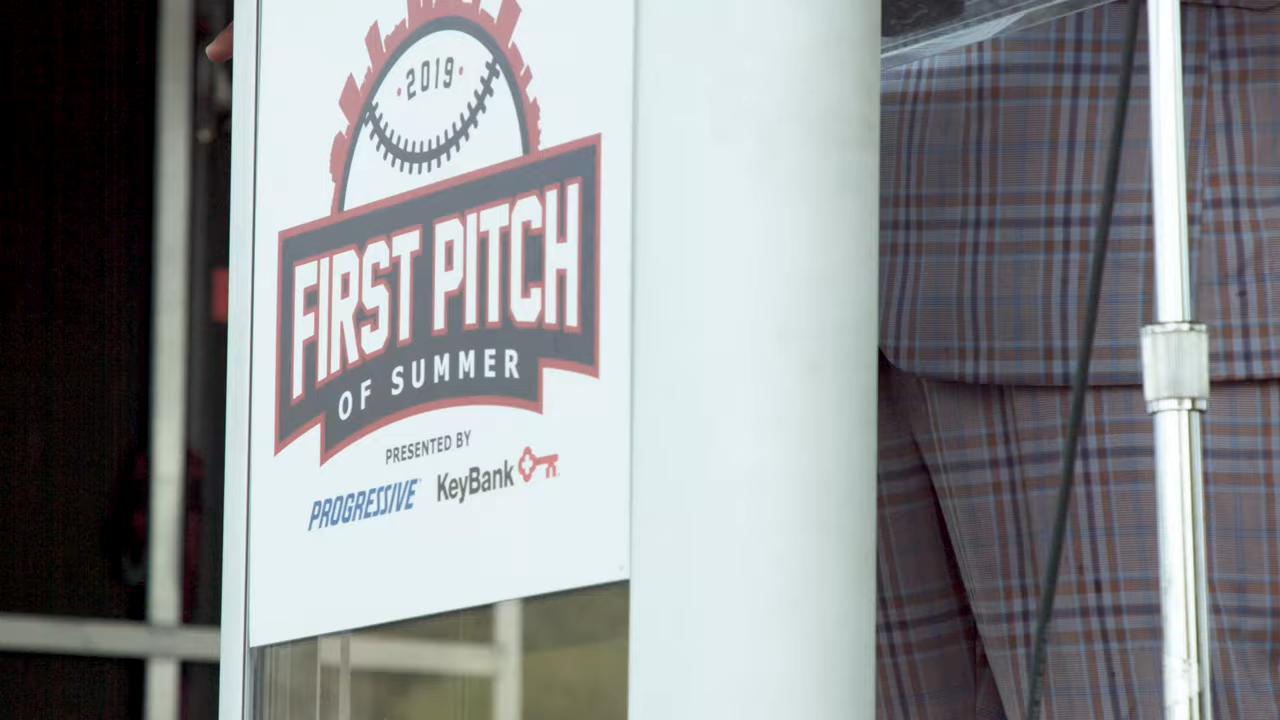 2019
FIRST PITCH
OF SUMMER
PRESENTED BY
PROGRESSIVE KeyBank